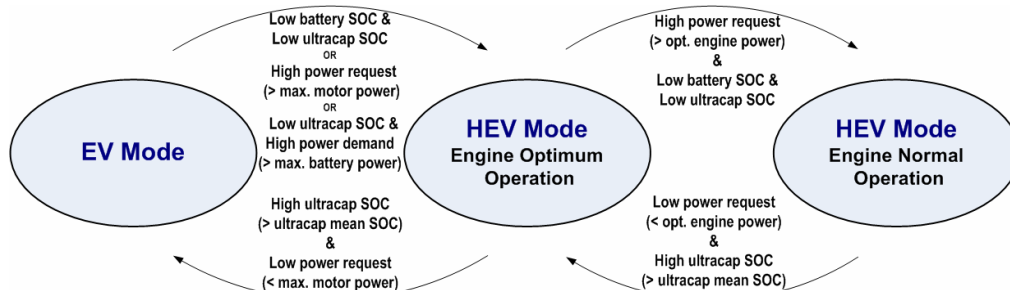 EV Mode
Low battery SOC &
Low ultracap SOC
OR
High power request
(> max. motor power)
OR
Low ultracap SOC &
High power demand
(> max. battery power)
High ultracap SOC
(> ultracap mean SOC)
&
Low power request
(< max. motor power)
HEV Mode
Engine Optimum
Operation
High power request
(> opt. engine power)
&
Low battery SOC &
Low ultracap SOC
Low power request
(< opt. engine power)
&
High ultracap SOC
(> ultracap mean SOC)
HEV Mode
Engine Normal
Operation